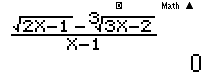 D Math ▲
√2X-1 - ³√3X-2
X-1
0